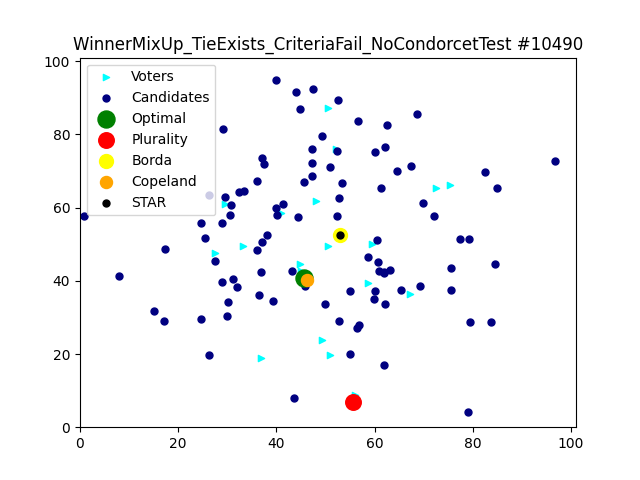 WinnerMixUp_TieExists_CriteriaFail_NoCondorcetTest #10490
Voters
Candidates
Optimal
Plurality
Borda
Copeland
STAR
100
80
60
40
20
0
0 20 40 60 80 100